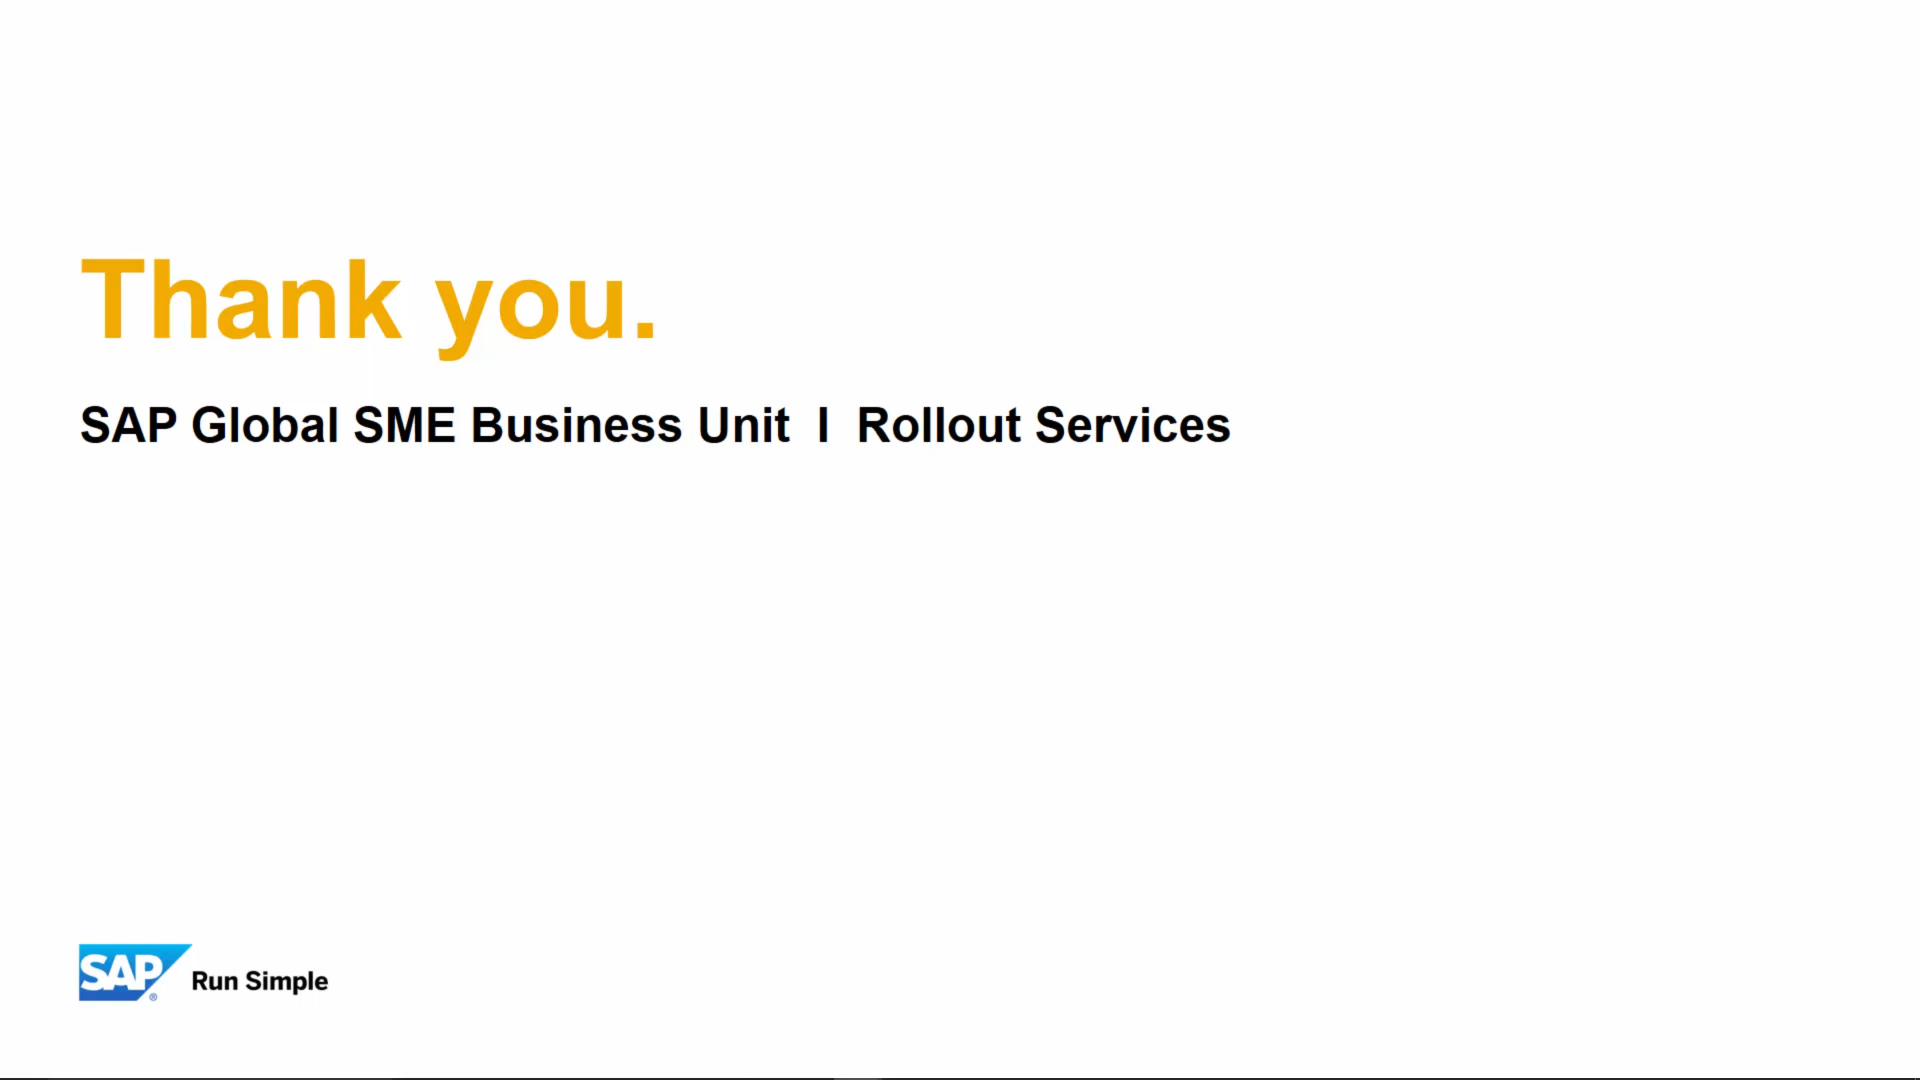 Thank you.
SAP Global SME Business Unit I Rollout Services
SAP® Run Simple